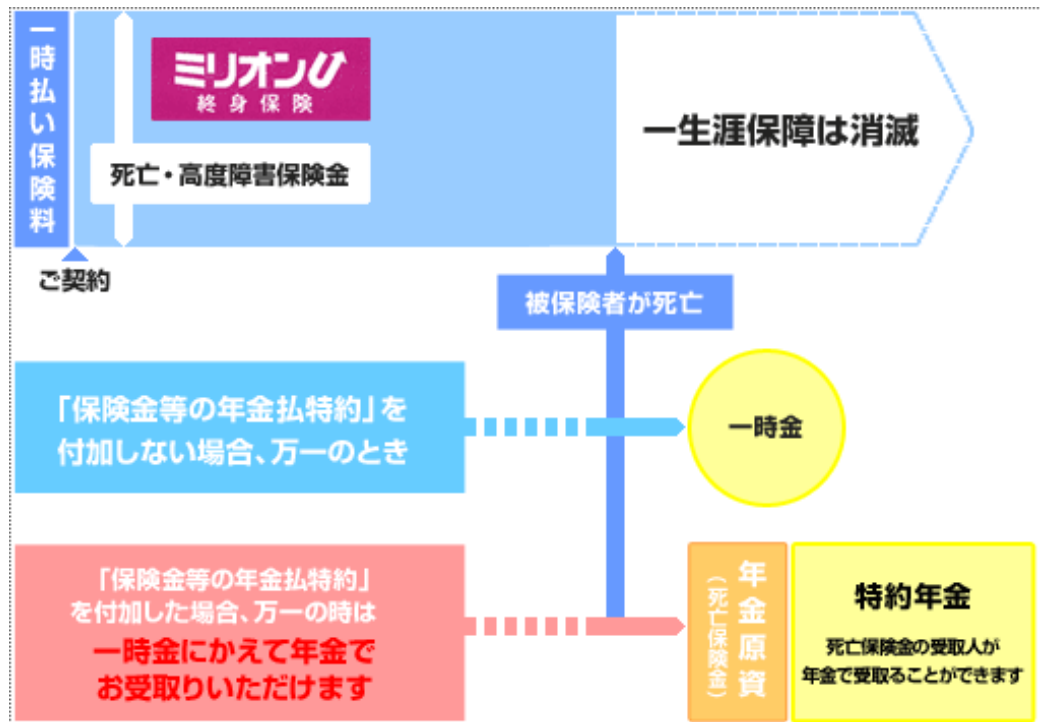 一時払い保険料
ミリオンU
終身保険
死亡・高度障害保険金
一生涯保障は消滅
ご契約
被保険者が死亡
「保険金等の年金払特約」を
付加しない場合、万一のとき
一時金
「保険金等の年金払特約」
を付加した場合、万一の時は
一時金にかえて年金で
お受取りいただけます
年金原資
（死亡保険金）
特約年金
死亡保険金の受取人が
年金で受取ることができます